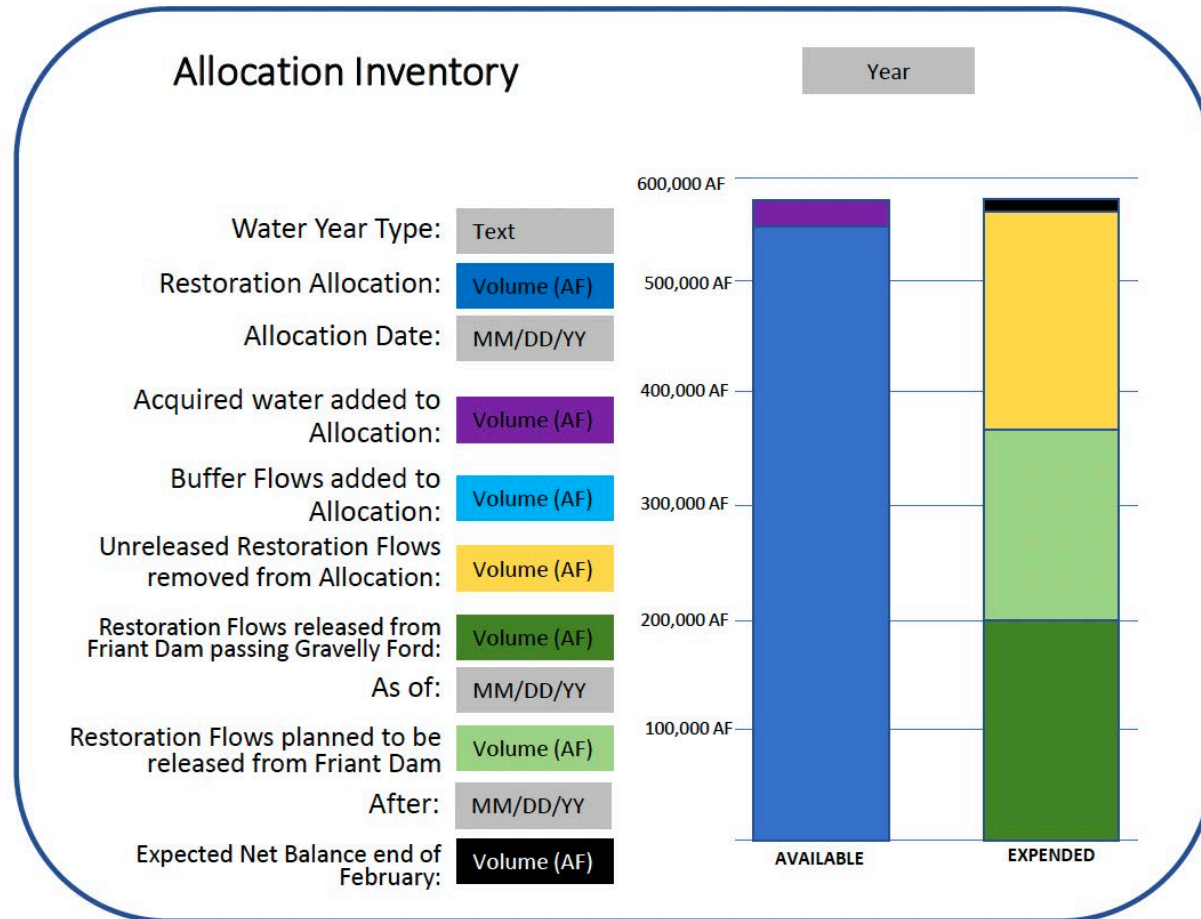 Allocation Inventory
Year
Water Year Type:
Text
Restoration Allocation:
Volume (AF)
Allocation Date:
MM/DD/YY
Acquired water added to
Allocation:
Volume (AF)
Buffer Flows added to
Allocation:
Volume (AF)
Unreleased Restoration Flows
removed from Allocation:
Volume (AF)
Restoration Flows released from
Friant Dam passing Gravelly Ford:
Volume (AF)
As of:
MM/DD/YY
Restoration Flows planned to be
released from Friant Dam
Volume (AF)
After:
MM/DD/YY
Expected Net Balance end of
February:
Volume (AF)
600,000 AF
500,000 AF
400,000 AF
300,000 AF
200,000 AF
100,000 AF
AVAILABLE
EXPENDED